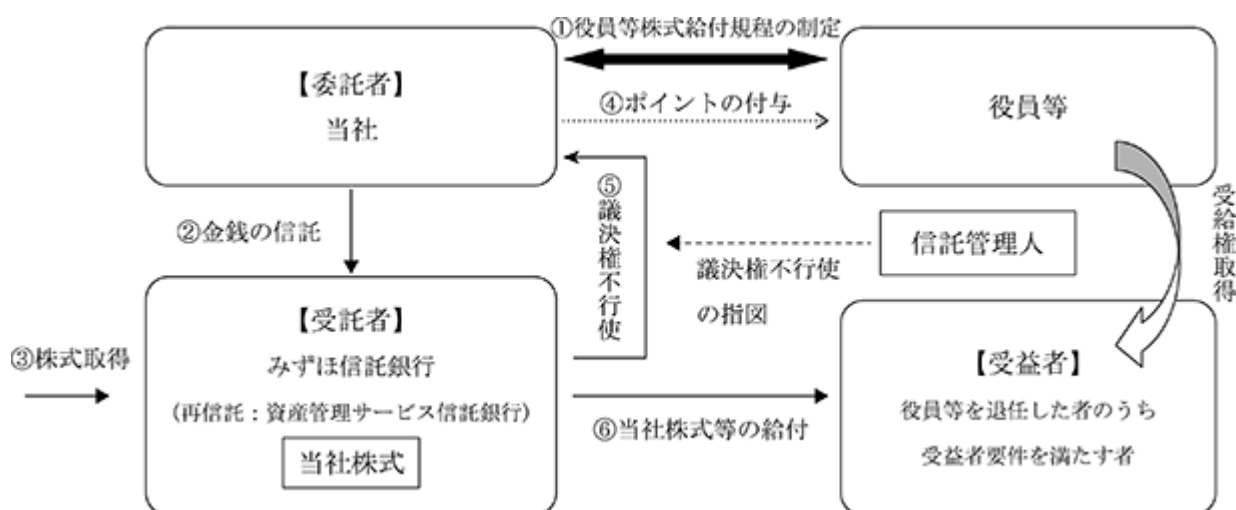 ①役員等株式給付規程の制定
【委託者】
当社
④ポイントの付与
役員等
②金銭の信託
⑤議決権不行使
議決権不行使
の指図
信託管理人
受給権取得
③株式取得
【受託者】
みずほ信託銀行
(再信託：資産管理サービス信託銀行)
当社株式
⑥当社株式等の給付
【受益者】
役員等を退任した者のうち
受益者要件を満たす者